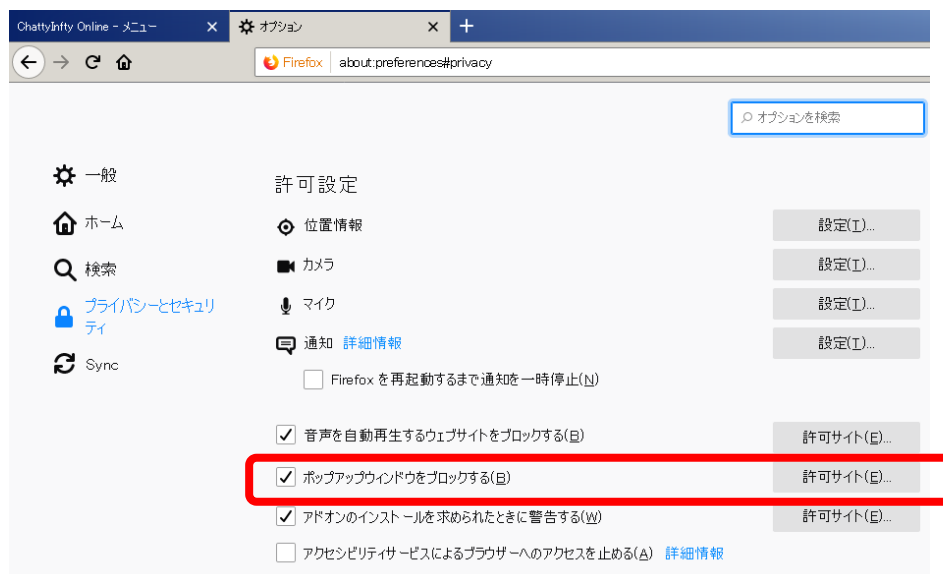 ChattyInfty Online - メニュー
オプション
Firefox about:preferences#privacy
オプションを検索
一般
ホーム
検索
プライバシーとセキュリ
ティ
Sync
許可設定
位置情報 設定(T)...
カメラ 設定(T)...
マイク 設定(T)...
通知 詳細情報 設定(T)...
Firefox を再起動するまで通知を一時停止(N)
音声を自動再生するウェブサイトをブロックする(B) 許可サイト(E)...
ポップアップウィンドウをブロックする(B) 許可サイト(E)...
アドオンのインストールを求められたときに警告する(W) 許可サイト(E)...
アクセシビリティサービスによるブラウザーへのアクセスを止める(A) 詳細情報